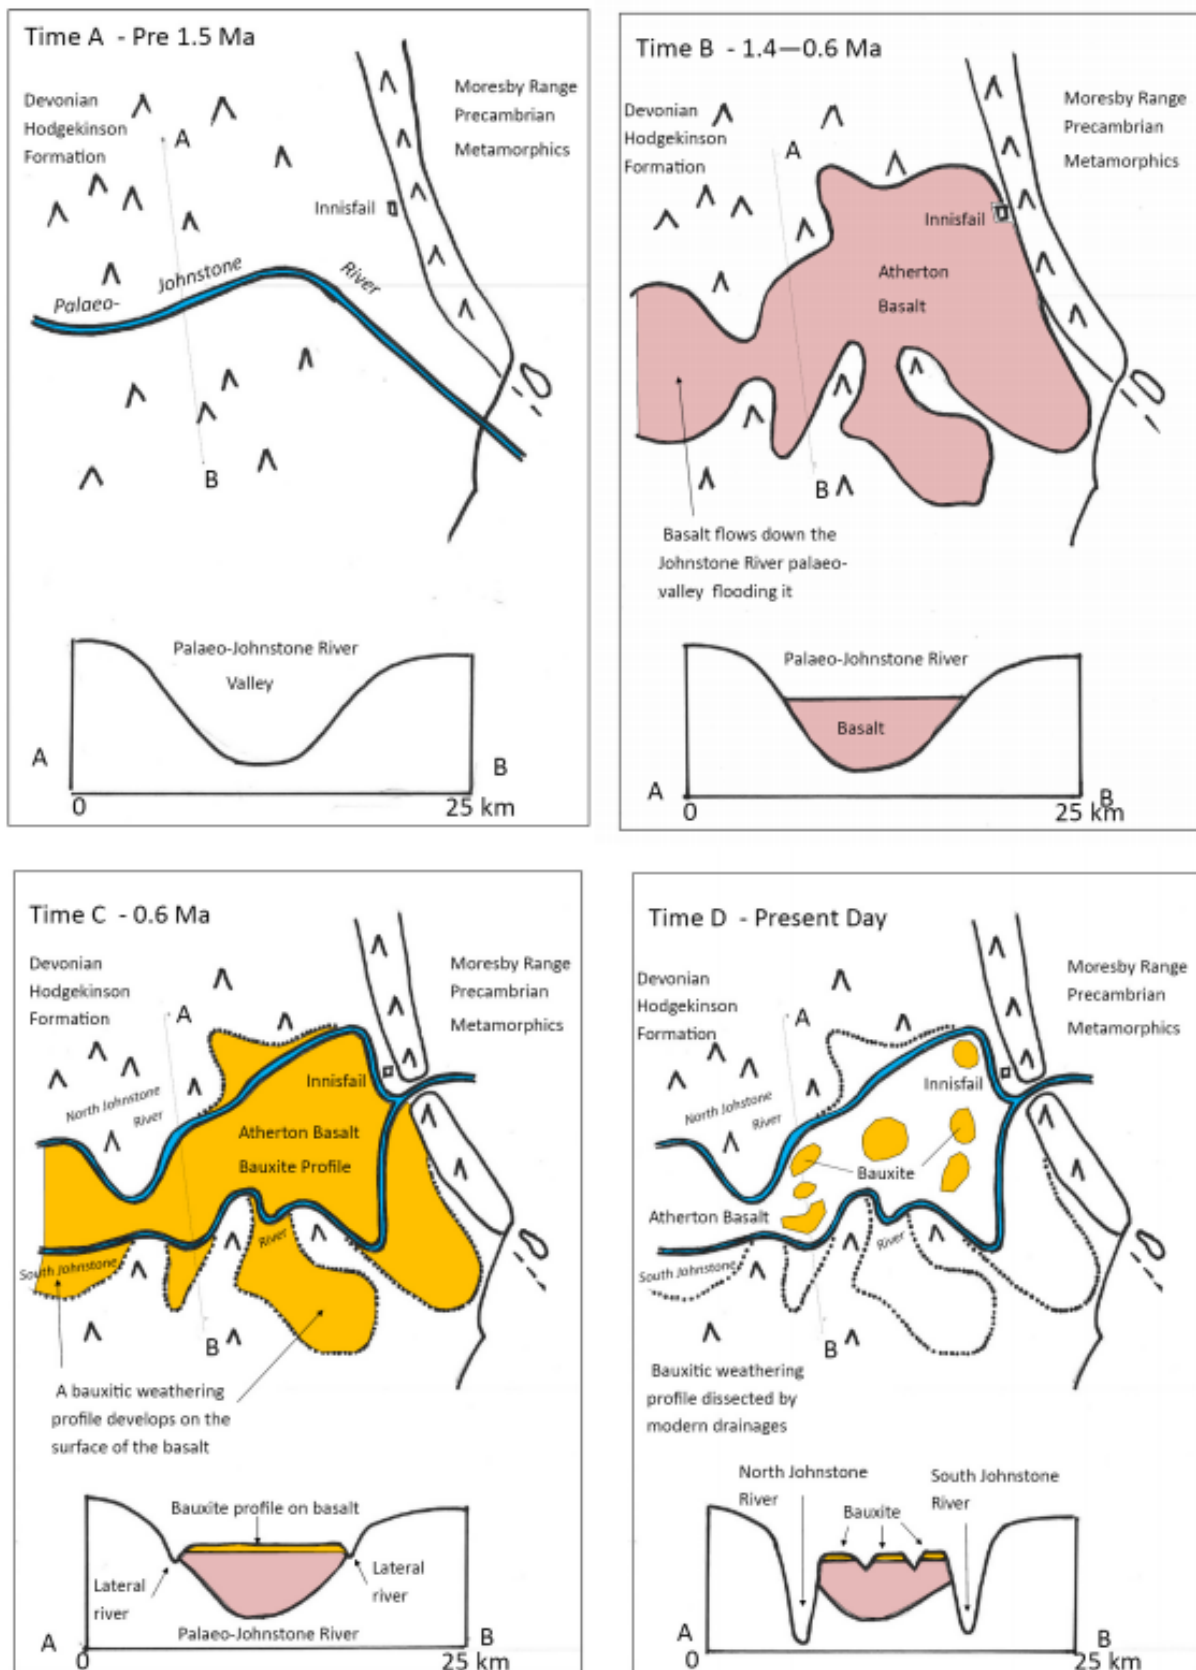 Time A - Pre 1.5 Ma
Devonian
Hodgekinson
Formation
Moresby Range
Precambrian
Metamorphics
A
Innisfail
Palaeo-
Johnstone
River
B
Palaeo-Johnstone River
Valley
A
B
0
25 km
Time B - 1.4—0.6 Ma
Devonian
Hodgekinson
Formation
Moresby Range
Precambrian
Metamorphics
A
Innisfail
Atherton
Basalt
B
Basalt flows down the
Johnstone River palaeo-
valley flooding it
Palaeo-Johnstone River
Basalt
A
B
0
25 km
Time C - 0.6 Ma
Devonian
Hodgekinson
Formation
Moresby Range
Precambrian
Metamorphics
A
North Johnstone
River
Innisfail
Atherton Basalt
Bauxite Profile
River
South Johnstone
B
A bauxitic weathering
profile develops on the
surface of the basalt
Bauxite profile on basalt
Lateral
river
Lateral
river
Palaeo-Johnstone River
A
B
0
25 km
Time D - Present Day
Devonian
Hodgekinson
Formation
Moresby Range
Precambrian
Metamorphics
A
North Johnstone
River
Innisfail
Bauxite
Atherton Basalt
River
South Johnstone
B
Bauxitic weathering
profile dissected by
modern drainages
North Johnstone
River
South Johnstone
River
Bauxite
A
B
0
25 km